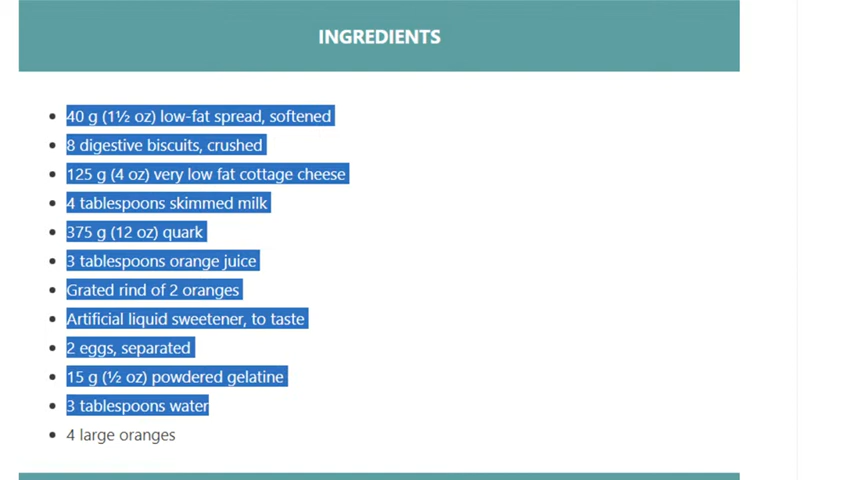 INGREDIENTS
40 g (1½ oz) low-fat spread, softened
8 digestive biscuits, crushed
125 g (4 oz) very low fat cottage cheese
4 tablespoons skimmed milk
375 g (12 oz) quark
3 tablespoons orange juice
Grated rind of 2 oranges
Artificial liquid sweetener, to taste
2 eggs, separated
15 g (½ oz) powdered gelatine
3 tablespoons water
4 large oranges